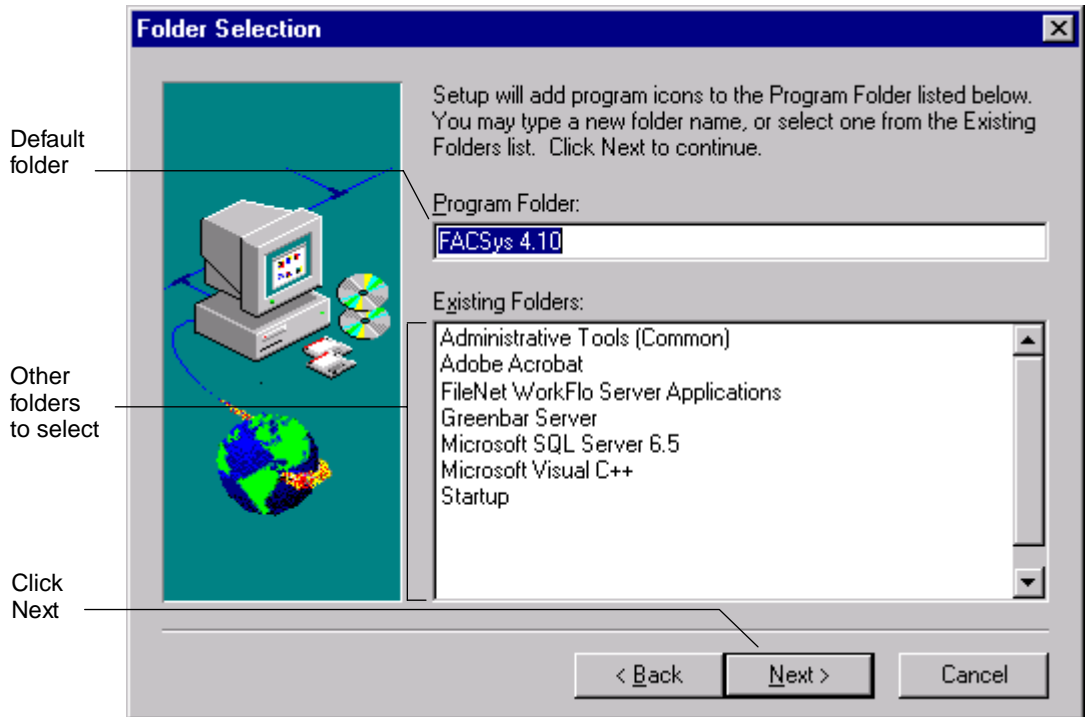 Folder Selection
Setup will add program icons to the Program Folder listed below.
You may type a new folder name, or select one from the Existing
Folders list.  Click Next to continue.
Default
folder
Program Folder:
FACSys 4.10
Existing Folders:
Administrative Tools (Common)
Adobe Acrobat
FileNet WorkFlo Server Applications
Greenbar Server
Microsoft SQL Server 6.5
Microsoft Visual C++
Startup
Other
folders
to select
Click
Next
< Back
Next >
Cancel